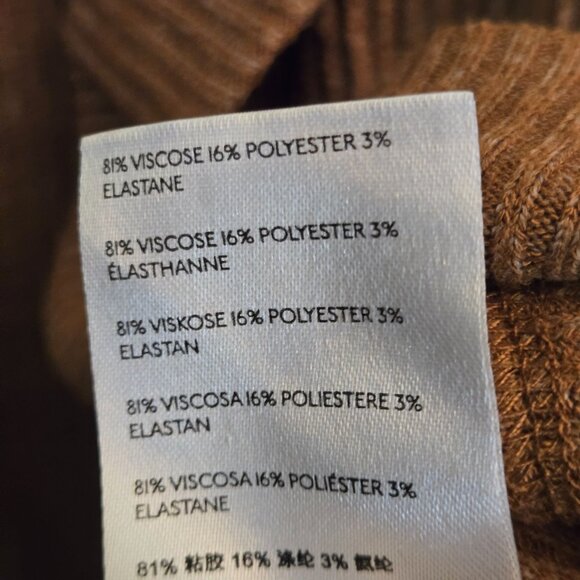 81% VISCOSE 16% POLYESTER 3%
ELASTANE
81% VISCOSE 16% POLYESTER 3%
ÉLASTHANNE
81% VISKOSE 16% POLYESTER 3%
ELASTAN
81% VISCOSA 16% POLIESTERE 3%
ELASTAN
81% VISCOSA 16% POLIÉSTER 3%
ELASTANE
81% 粘胶 16% 涤纶 3% 氨纶